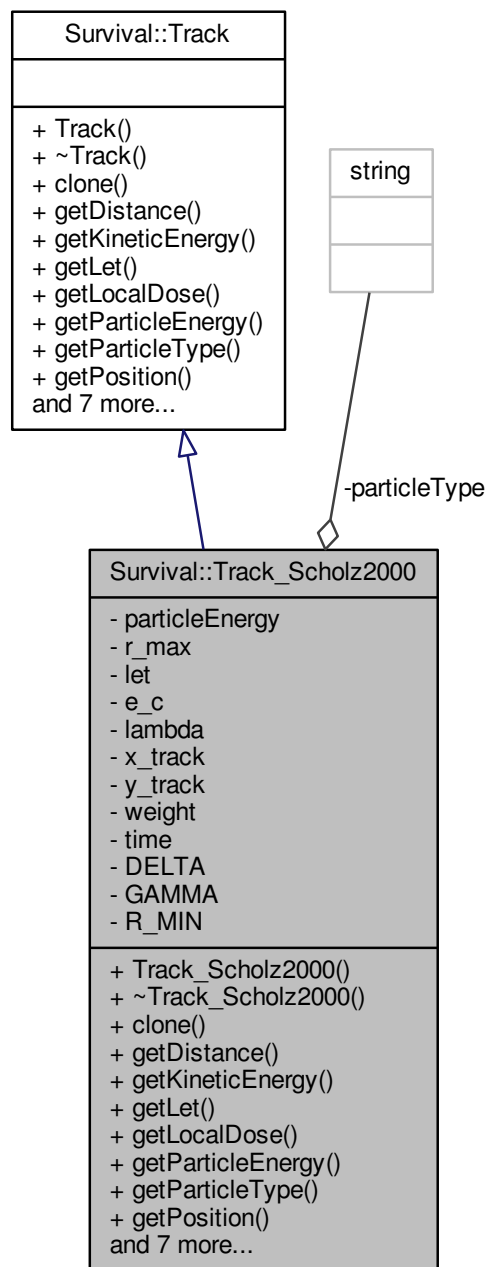 Survival::Track
+ Track()
+ ~Track()
+ clone()
+ getDistance()
+ getKineticEnergy()
+ getLet()
+ getLocalDose()
+ getParticleEnergy()
+ getParticleType()
+ getPosition()
and 7 more...
string
-particleType
Survival::Track_Scholz2000
- particleEnergy
- r_max
- let
- e_c
- lambda
- x_track
- y_track
- weight
- time
- DELTA
- GAMMA
- R_MIN
+ Track_Scholz2000()
+ ~Track_Scholz2000()
+ clone()
+ getDistance()
+ getKineticEnergy()
+ getLet()
+ getLocalDose()
+ getParticleEnergy()
+ getParticleType()
+ getPosition()
and 7 more...